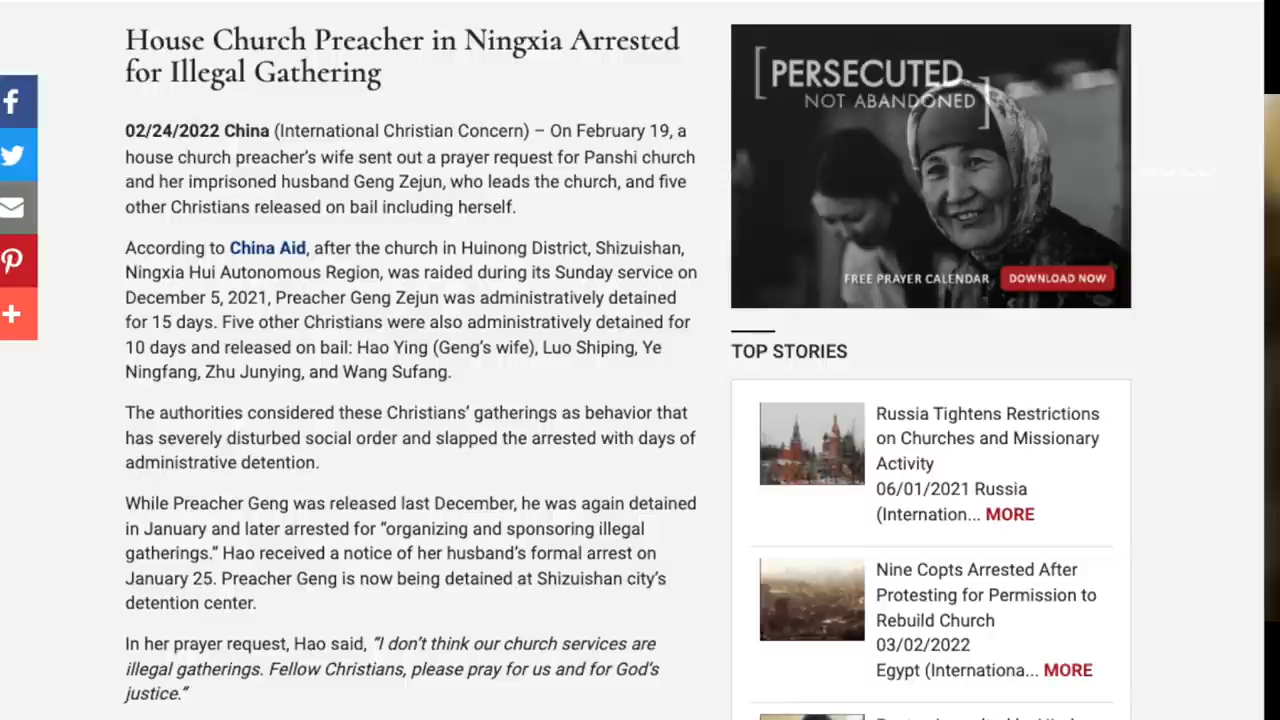 House Church Preacher in Ningxia Arrested
for Illegal Gathering
02/24/2022 China (International Christian Concern) – On February 19, a
house church preacher's wife sent out a prayer request for Panshi church
and her imprisoned husband Geng Zejun, who leads the church, and five
other Christians released on bail including herself.
According to China Aid, after the church in Huinong District, Shizuishan,
Ningxia Hui Autonomous Region, was raided during its Sunday service on
December 5, 2021, Preacher Geng Zejun was administratively detained
for 15 days. Five other Christians were also administratively detained for
10 days and released on bail: Hao Ying (Geng's wife), Luo Shiping, Ye
Ningfang, Zhu Junying, and Wang Sufang.
The authorities considered these Christians' gatherings as behavior that
has severely disturbed social order and slapped the arrested with days of
administrative detention.
While Preacher Geng was released last December, he was again detained
in January and later arrested for “organizing and sponsoring illegal
gatherings.” Hao received a notice of her husband's formal arrest on
January 25. Preacher Geng is now being detained at Shizuishan city's
detention center.
In her prayer request, Hao said, “I don't think our church services are
illegal gatherings. Fellow Christians, please pray for us and for God's
justice.”
[PERSECUTED
NOT ABANDONED]
FREE PRAYER CALENDAR DOWNLOAD NOW
TOP STORIES
Russia Tightens Restrictions
on Churches and Missionary
Activity
06/01/2021 Russia
(Internation... MORE
Nine Copts Arrested After
Protesting for Permission to
Rebuild Church
03/02/2022
Egypt (Internationa... MORE